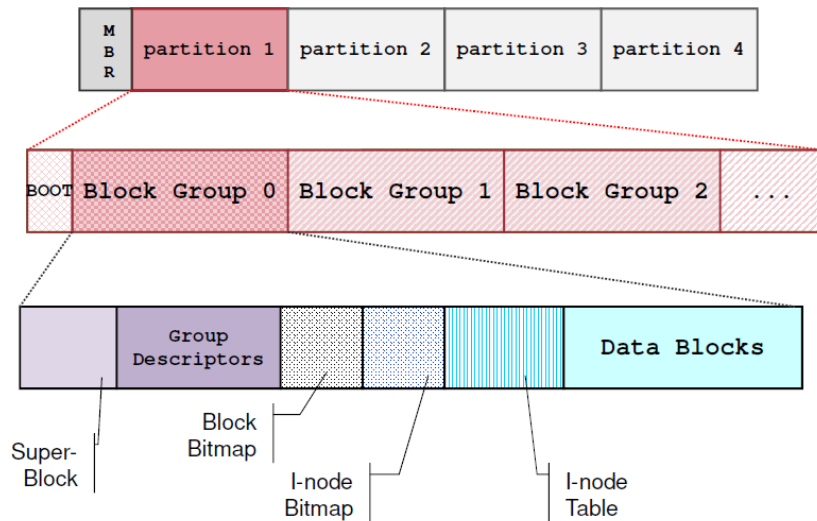 M
B
R
partition 1
partition 2
partition 3
partition 4
BOOT
Block Group 0
Block Group 1
Block Group 2
...
Group
Descriptors
Data Blocks
Super-
Block
Block
Bitmap
I-node
Bitmap
I-node
Table